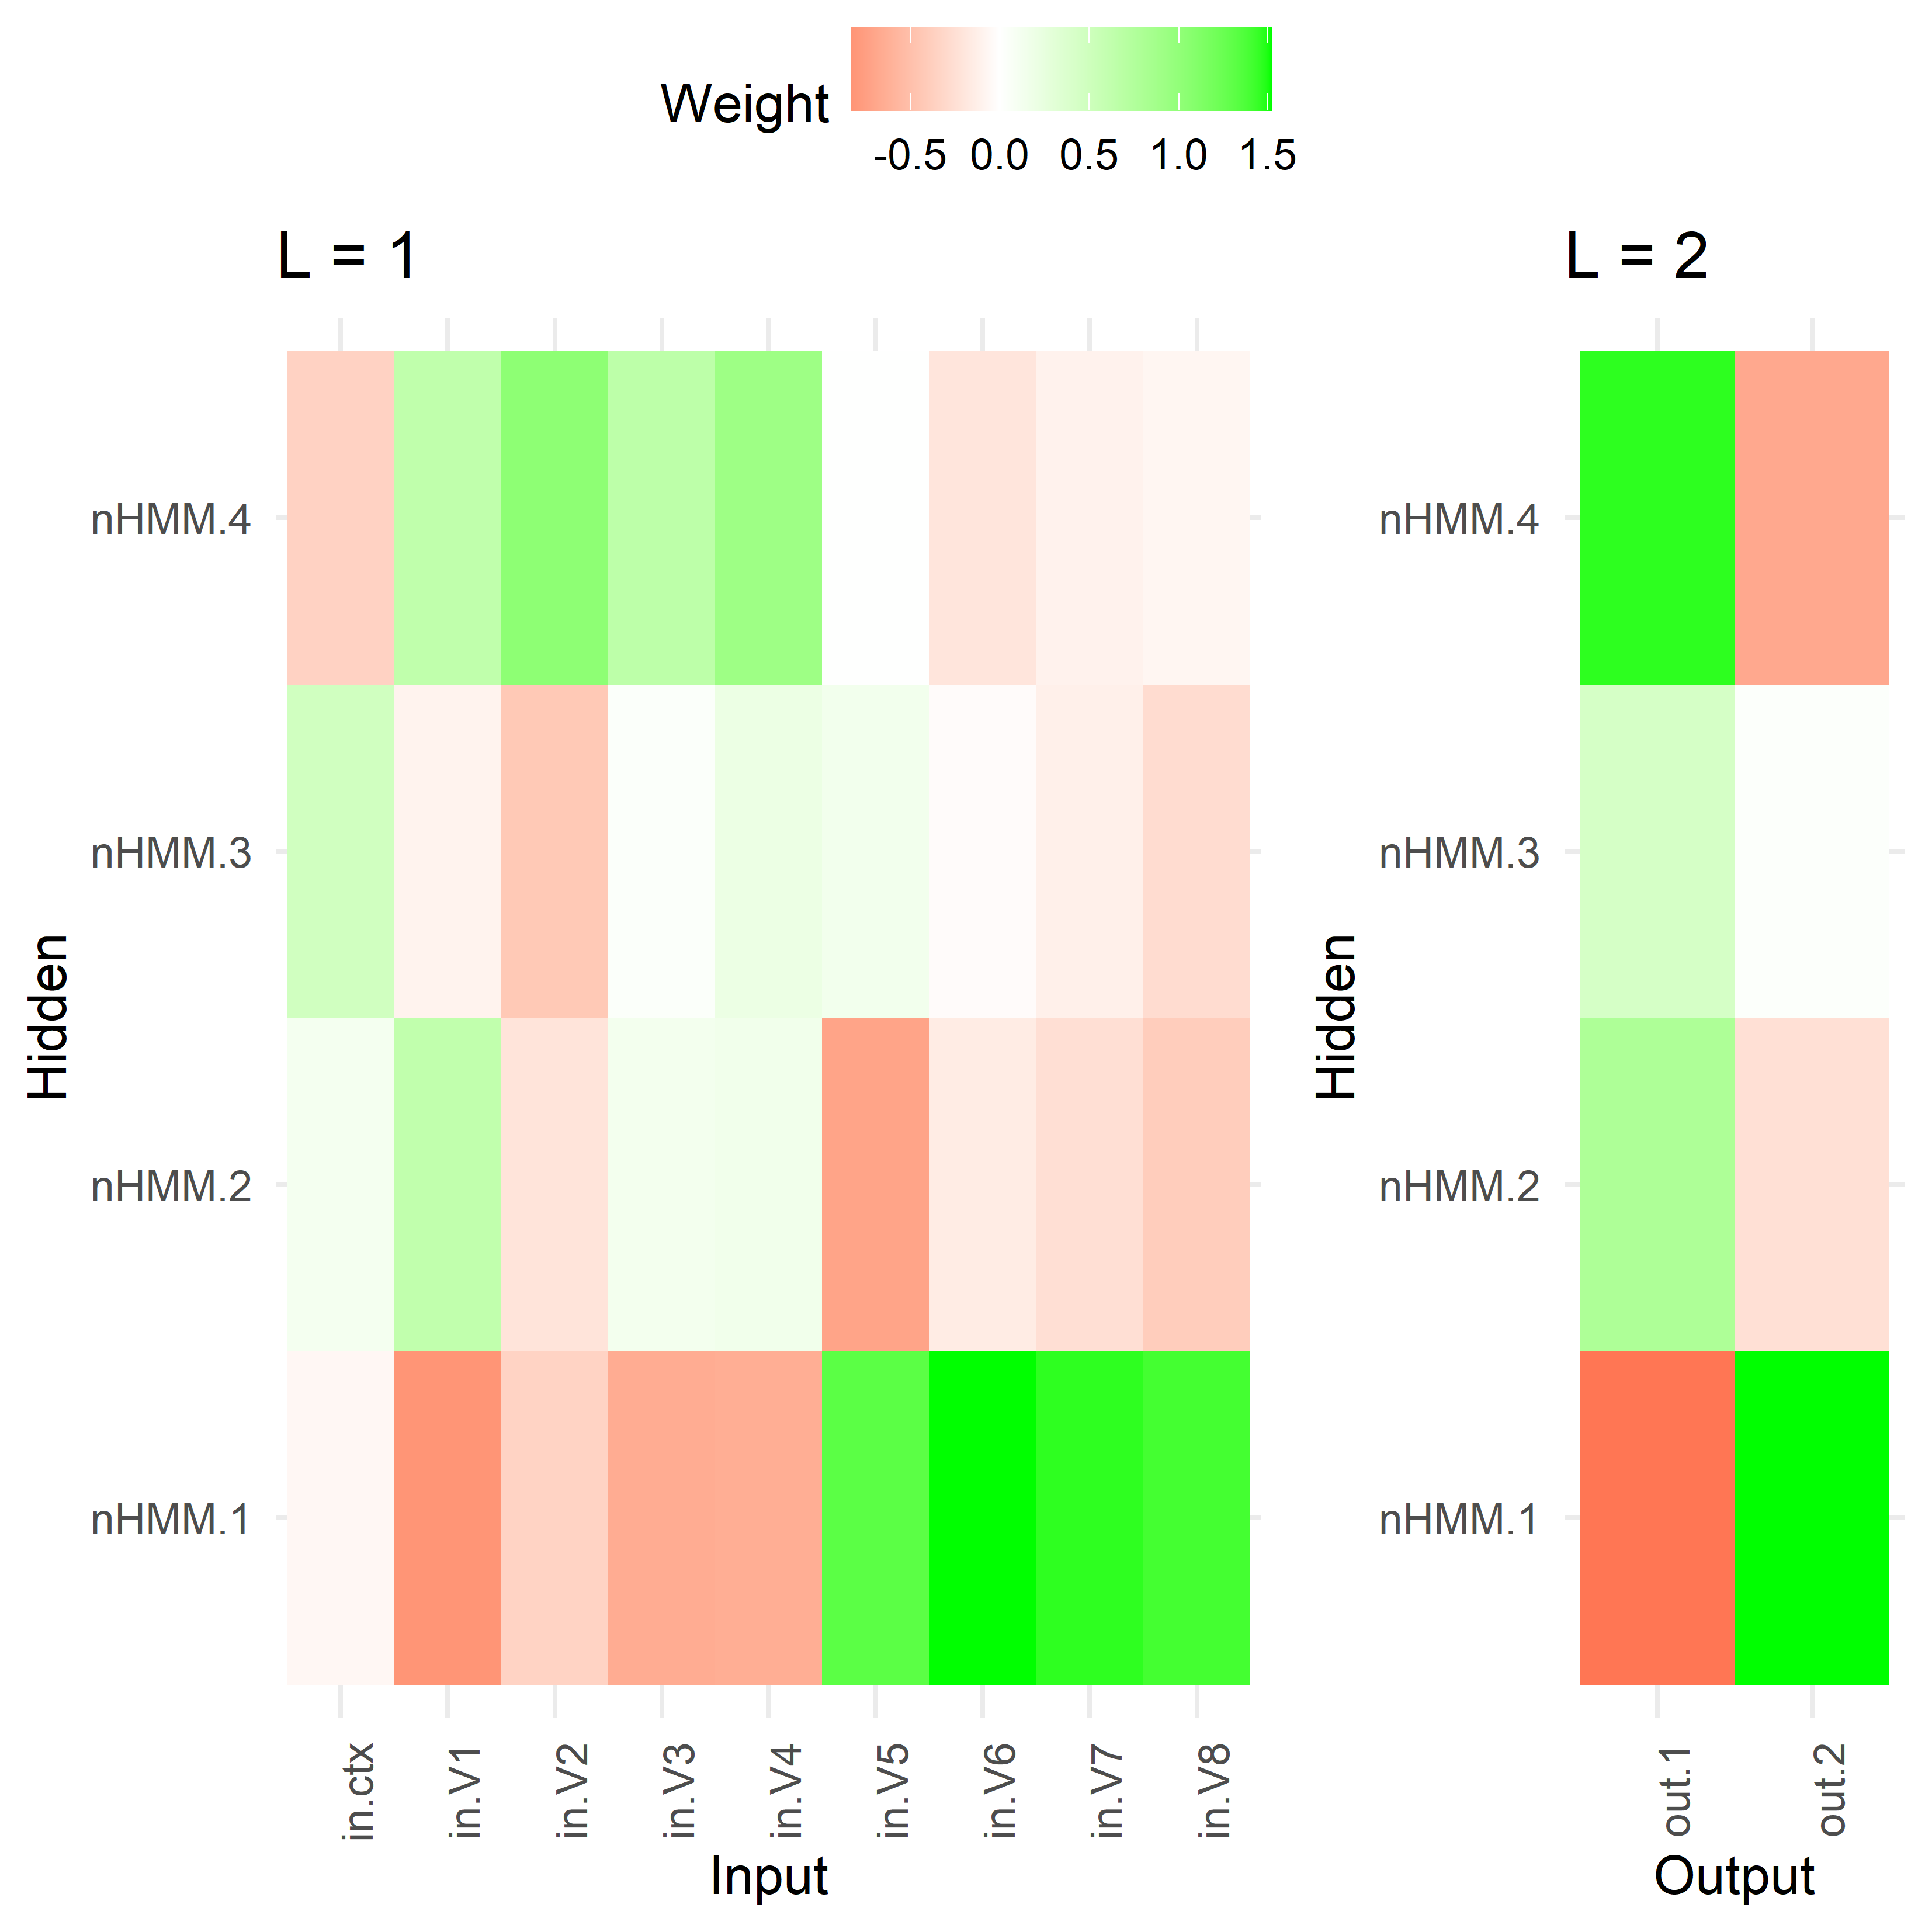 Weight
-0.5 0.0 0.5 1.0 1.5
L = 1
nHMM.4
nHMM.3
nHMM.2
nHMM.1
Hidden
in.ctx
in.V1
in.V2
in.V3
in.V4
in.V5
in.V6
in.V7
in.V8
Input
L = 2
nHMM.4
nHMM.3
nHMM.2
nHMM.1
Hidden
out.1
out.2
Output